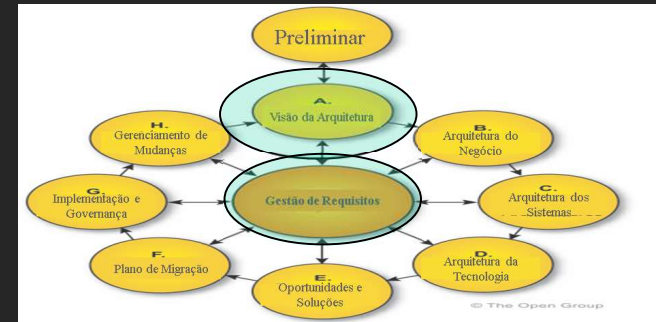 Preliminar
A.
Visão da Arquitetura
H.
Gerenciamento de
Mudanças
B.
Arquitetura do
Negócio
G.
Implementação e
Governança
Gestão de Requisitos
C.
Arquitetura dos
Sistemas
F.
Plano de Migração
D.
Arquitetura da
Tecnologia
E.
Oportunidades e
Soluções
© The Open Group